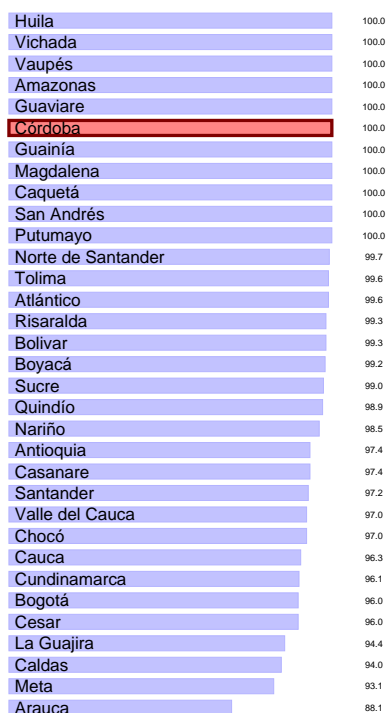 Huila 100.0
Vichada 100.0
Vaupés 100.0
Amazonas 100.0
Guaviare 100.0
Córdoba 100.0
Guainía 100.0
Magdalena 100.0
Caquetá 100.0
San Andrés 100.0
Putumayo 100.0
Norte de Santander 99.7
Tolima 99.6
Atlántico 99.6
Risaralda 99.3
Bolivar 99.3
Boyacá 99.2
Sucre 99.0
Quindío 98.9
Nariño 98.5
Antioquia 97.4
Casanare 97.4
Santander 97.2
Valle del Cauca 97.0
Chocó 97.0
Cauca 96.3
Cundinamarca 96.1
Bogotá 96.0
Cesar 96.0
La Guajira 94.4
Caldas 94.0
Meta 93.1
Arauca 88.1